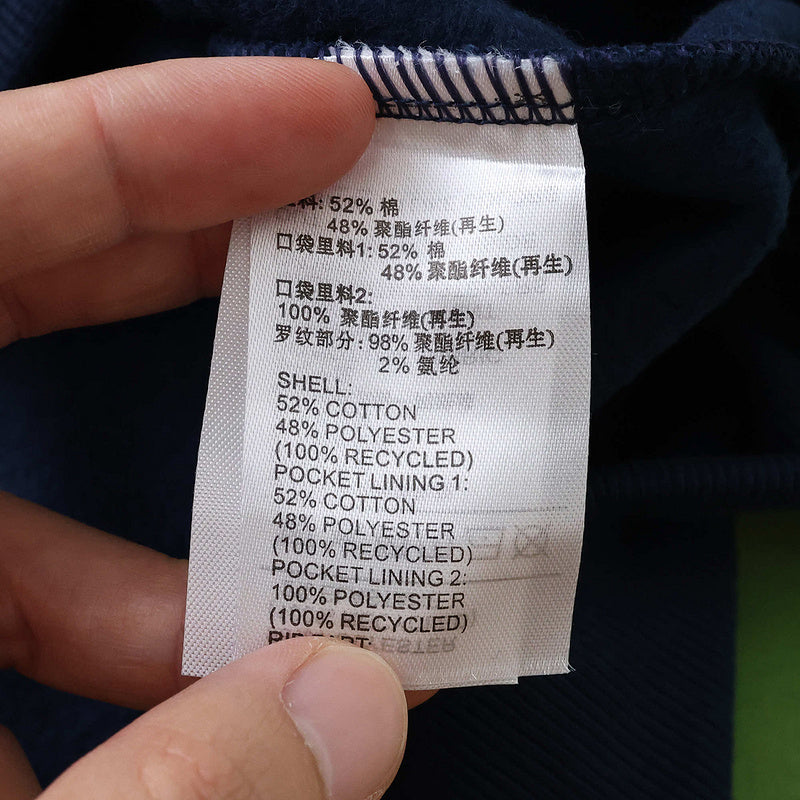 料: 52% 棉
48% 聚酯纤维(再生)
口袋里料1: 52% 棉
48% 聚酯纤维(再生)
口袋里料2:
100% 聚酯纤维(再生)
罗纹部分: 98% 聚酯纤维(再生)
2% 氨纶
SHELL:
52% COTTON
48% POLYESTER
(100% RECYCLED)
POCKET LINING 1:
52% COTTON
48% POLYESTER
(100% RECYCLED)
POCKET LINING 2:
100% POLYESTER
(100% RECYCLED)
RIB PART: